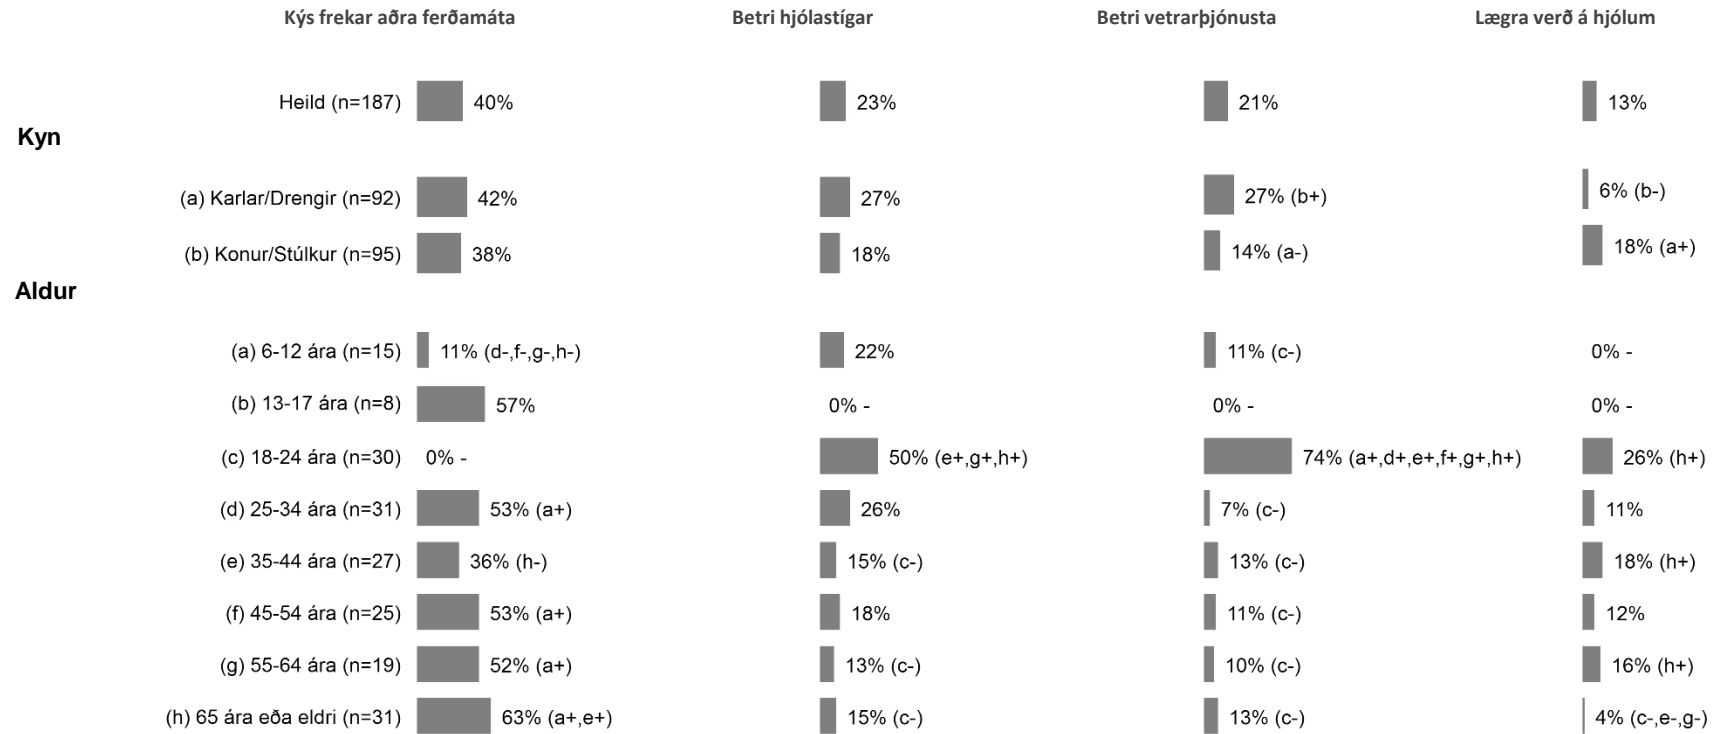 Kýs frekar aðra ferðamáta Betri hjólastígar Betri vetrarþjónusta Lægra verð á hjólum
Heild (n=187) 40% 23% 21% 13%
Kyn
(a) Karlar/Drengir (n=92) 42% 27% 27% (b+) 6% (b-)
(b) Konur/Stúlkur (n=95) 38% 18% 14% (a-) 18% (a+)
Aldur
(a) 6-12 ára (n=15) 11% (d-,f-,g-,h-) 22% 11% (c-) 0% -
(b) 13-17 ára (n=8) 57% 0% - 0% - 0% -
(c) 18-24 ára (n=30) 0% - 50% (e+,g+,h+) 74% (a+,d+,e+,f+,g+,h+) 26% (h+)
(d) 25-34 ára (n=31) 53% (a+) 26% 7% (c-) 11%
(e) 35-44 ára (n=27) 36% (h-) 15% (c-) 13% (c-) 18% (h+)
(f) 45-54 ára (n=25) 53% (a+) 18% 11% (c-) 12%
(g) 55-64 ára (n=19) 52% (a+) 13% (c-) 10% (c-) 16% (h+)
(h) 65 ára eða eldri (n=31) 63% (a+,e+) 15% (c-) 13% (c-) 4% (c-,e-,g-)